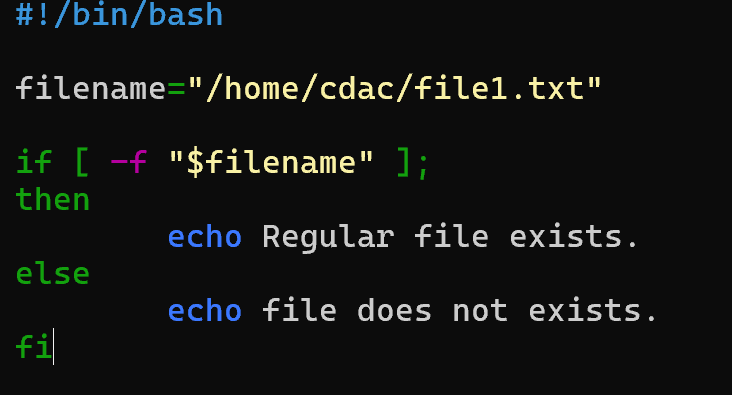 #!/bin/bash
filename="/home/cdac/file1.txt"
if [ -f "$filename" ];
then
echo Regular file exists.
else
echo file does not exists.
fi